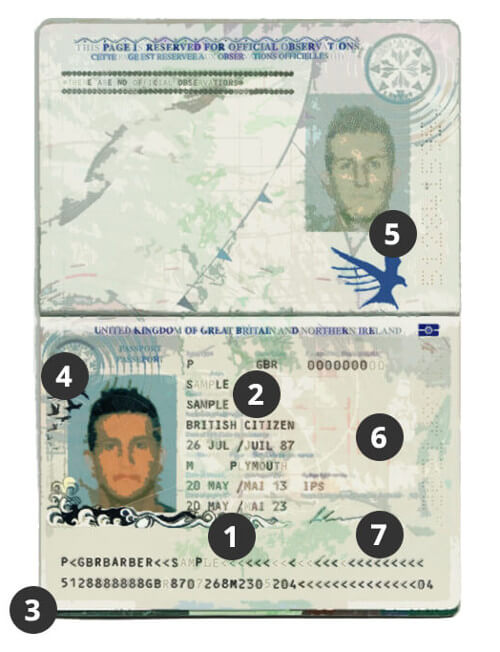 THIS PAGE IS RESERVED FOR OFFICIAL OBSERVATIONS
CETTE PAGE EST RESERVEE AUX OBSERVATIONS OFFICIELLES
THERE ARE NO OFFICIAL OBSERVATIONS
5
UNITED KINGDOM OF GREAT BRITAIN AND NORTHERN IRELAND
PASSPORT
PASSEPORT
P GBR 000000000
4
SAMPLE
2
SAMPLE
BRITISH CITIZEN
6
26 JUL /JUIL 87
M PLYMOUTH
20 MAY /MAI 13 IPS
20 MAY /MAI 23
1
7
P<GBRBARBER<<SAMPLE<<<<<<<<<<<<<<<<<<<
3